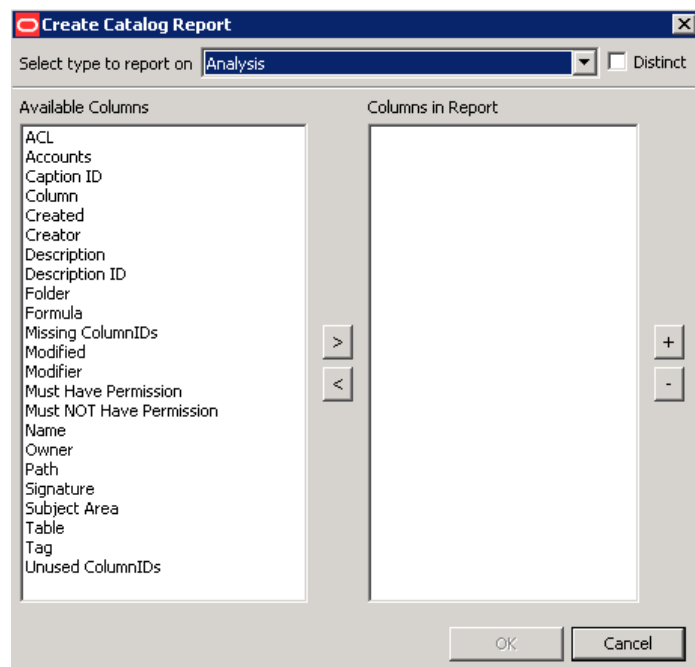 Create Catalog Report
Select type to report on Analysis Distinct
Available Columns
ACL
Accounts
Caption ID
Column
Created
Creator
Description
Description ID
Folder
Formula
Missing ColumnIDs
Modified
Modifier
Must Have Permission
Must NOT Have Permission
Name
Owner
Path
Signature
Subject Area
Table
Tag
Unused ColumnIDs
>
<
Columns in Report
+
-
OK Cancel